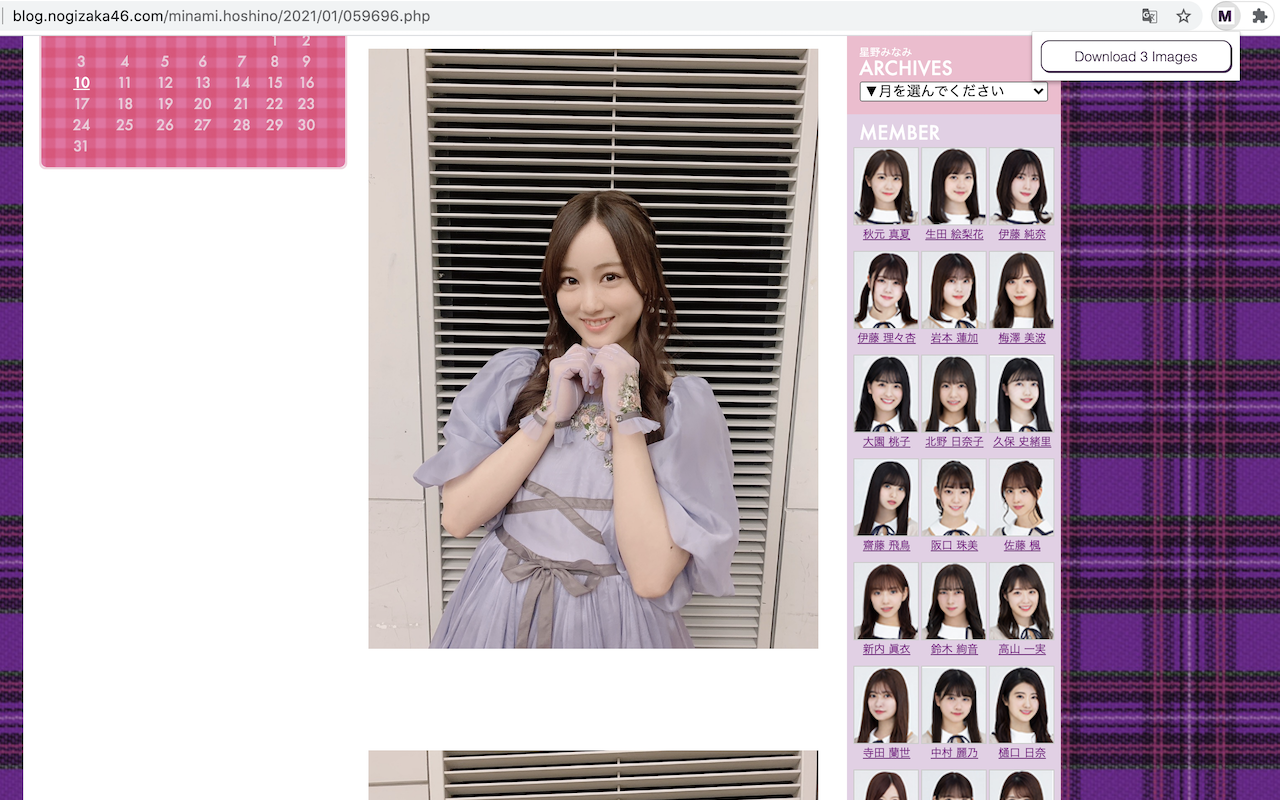 blog.nogizaka46.com/minami.hoshino/2021/01/059696.php
M
Download 3 Images
1 2
3 4 5 6 7 8 9
10 11 12 13 14 15 16
17 18 19 20 21 22 23
24 25 26 27 28 29 30
31
星野みなみ
ARCHIVES
▼月を選んでください
MEMBER
秋元 真夏 生田 絵梨花 伊藤 純奈
伊藤 理々杏 岩本 蓮加 梅澤 美波
大園 桃子 北野 日奈子 久保 史緒里
齋藤 飛鳥 阪口 珠美 佐藤 楓
新内 眞衣 鈴木 絢音 高山 一実
寺田 蘭世 中村 麗乃 樋口 日奈